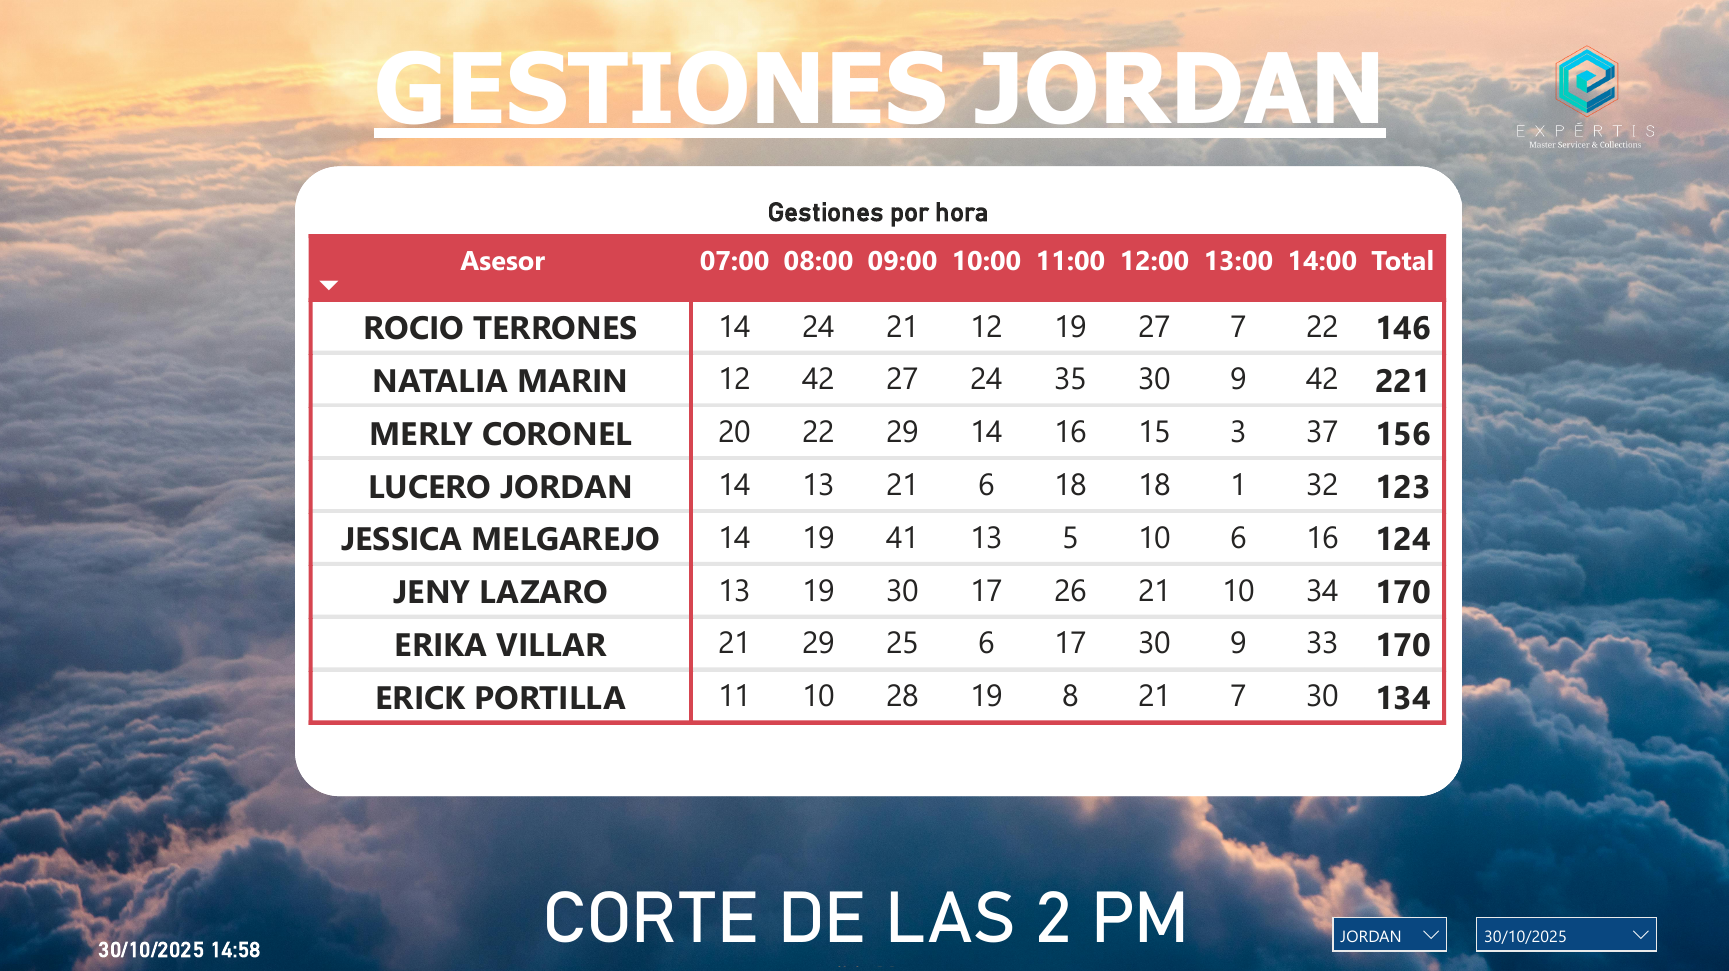 GESTIONES JORDAN
EXPERTIS
Master Servicer & Collections
Gestiones por hora
Asesor 07:00 08:00 09:00 10:00 11:00 12:00 13:00 14:00 Total
ROCIO TERRONES 14 24 21 12 19 27 7 22 146
NATALIA MARIN 12 42 27 24 35 30 9 42 221
MERLY CORONEL 20 22 29 14 16 15 3 37 156
LUCERO JORDAN 14 13 21 6 18 18 1 32 123
JESSICA MELGAREJO 14 19 41 13 5 10 6 16 124
JENY LAZARO 13 19 30 17 26 21 10 34 170
ERIKA VILLAR 21 29 25 6 17 30 9 33 170
ERICK PORTILLA 11 10 28 19 8 21 7 30 134
CORTE DE LAS 2 PM
30/10/2025 14:58
JORDAN
30/10/2025